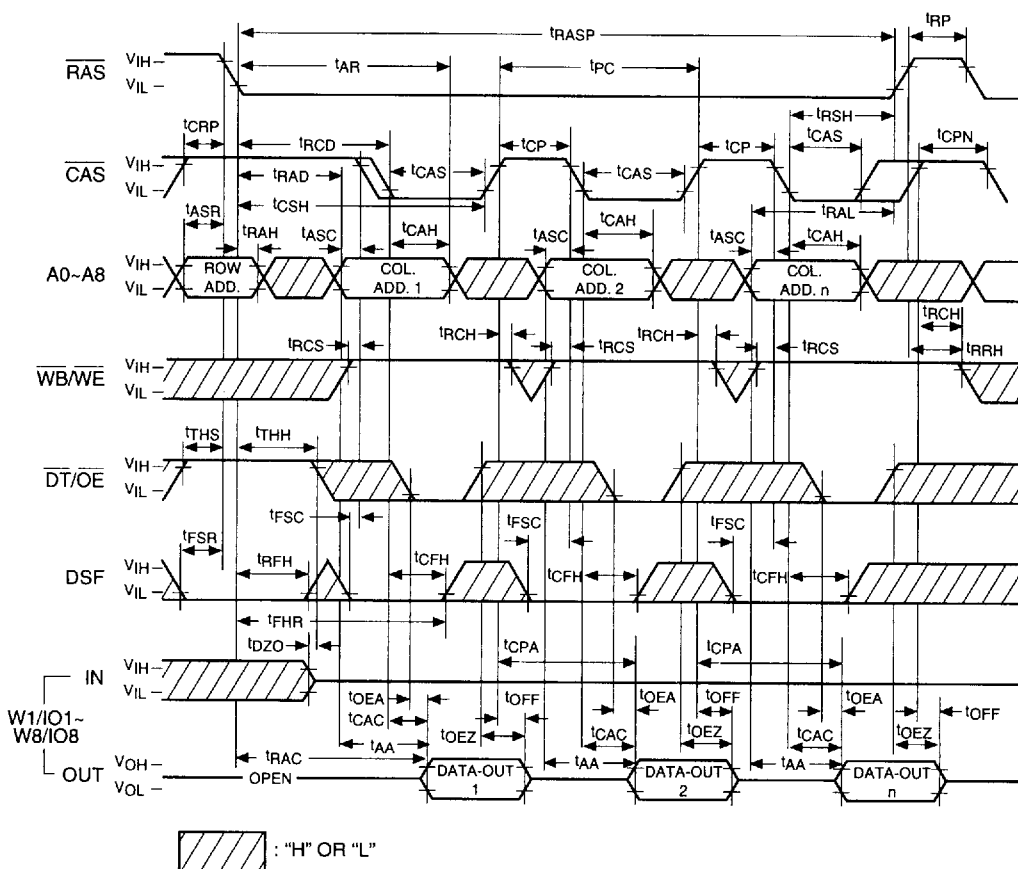 tRASP tRP
RAS VIH tAR tPC
VIL
tCRP tRCD tRSH
CAS VIH tCP tCP tCAS tCPN
VIL tRAD tCAS tCAS
tCSH tRAL
tASR tRAH tASC tCAH tASC tCAH tASC tCAH
A0~A8 VIH ROW ADD. COL. ADD. 1 COL. ADD. 2 COL. ADD. n
VIL
tRCS tRCH tRCS tRCH tRCS tRCH
tRRH
WB/WE VIH
VIL
tTHS tTHH
DT/OE VIH
VIL
tFSC tFSC tFSC
tFSR tRFH tCFH tCFH tCFH
DSF VIH
VIL
tFHR
tDZO tCPA tCPA
IN VIH
VIL
W1/IO1~
W8/IO8
tOEA tOFF tOEA tOFF tOEA tOFF
tCAC tOEZ tCAC tOEZ tCAC tOEZ
tAA tAA tAA
tRAC
OUT VOH OPEN DATA-OUT 1 DATA-OUT 2 DATA-OUT n
VOL
: "H" OR "L"